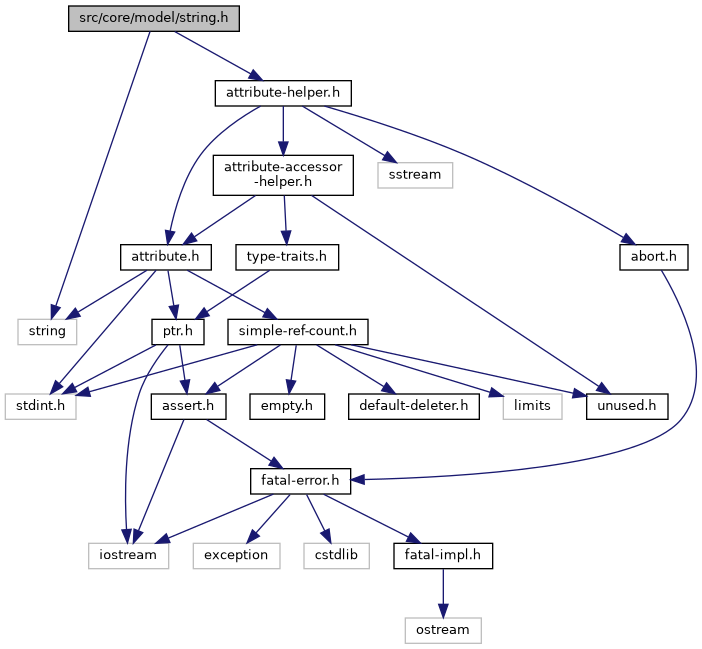 src/core/model/string.h
attribute-helper.h
attribute-accessor
-helper.h
sstream
attribute.h
type-traits.h
abort.h
string
ptr.h
simple-ref-count.h
stdint.h
assert.h
empty.h
default-deleter.h
limits
unused.h
fatal-error.h
iostream
exception
cstdlib
fatal-impl.h
ostream